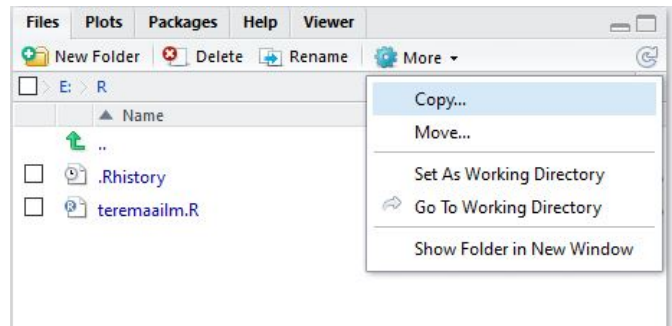 Files Plots Packages Help Viewer
New Folder Delete Rename More
E: R
Name
Copy...
Move...
..
.Rhistory
Set As Working Directory
teremaailm.R
Go To Working Directory
Show Folder in New Window